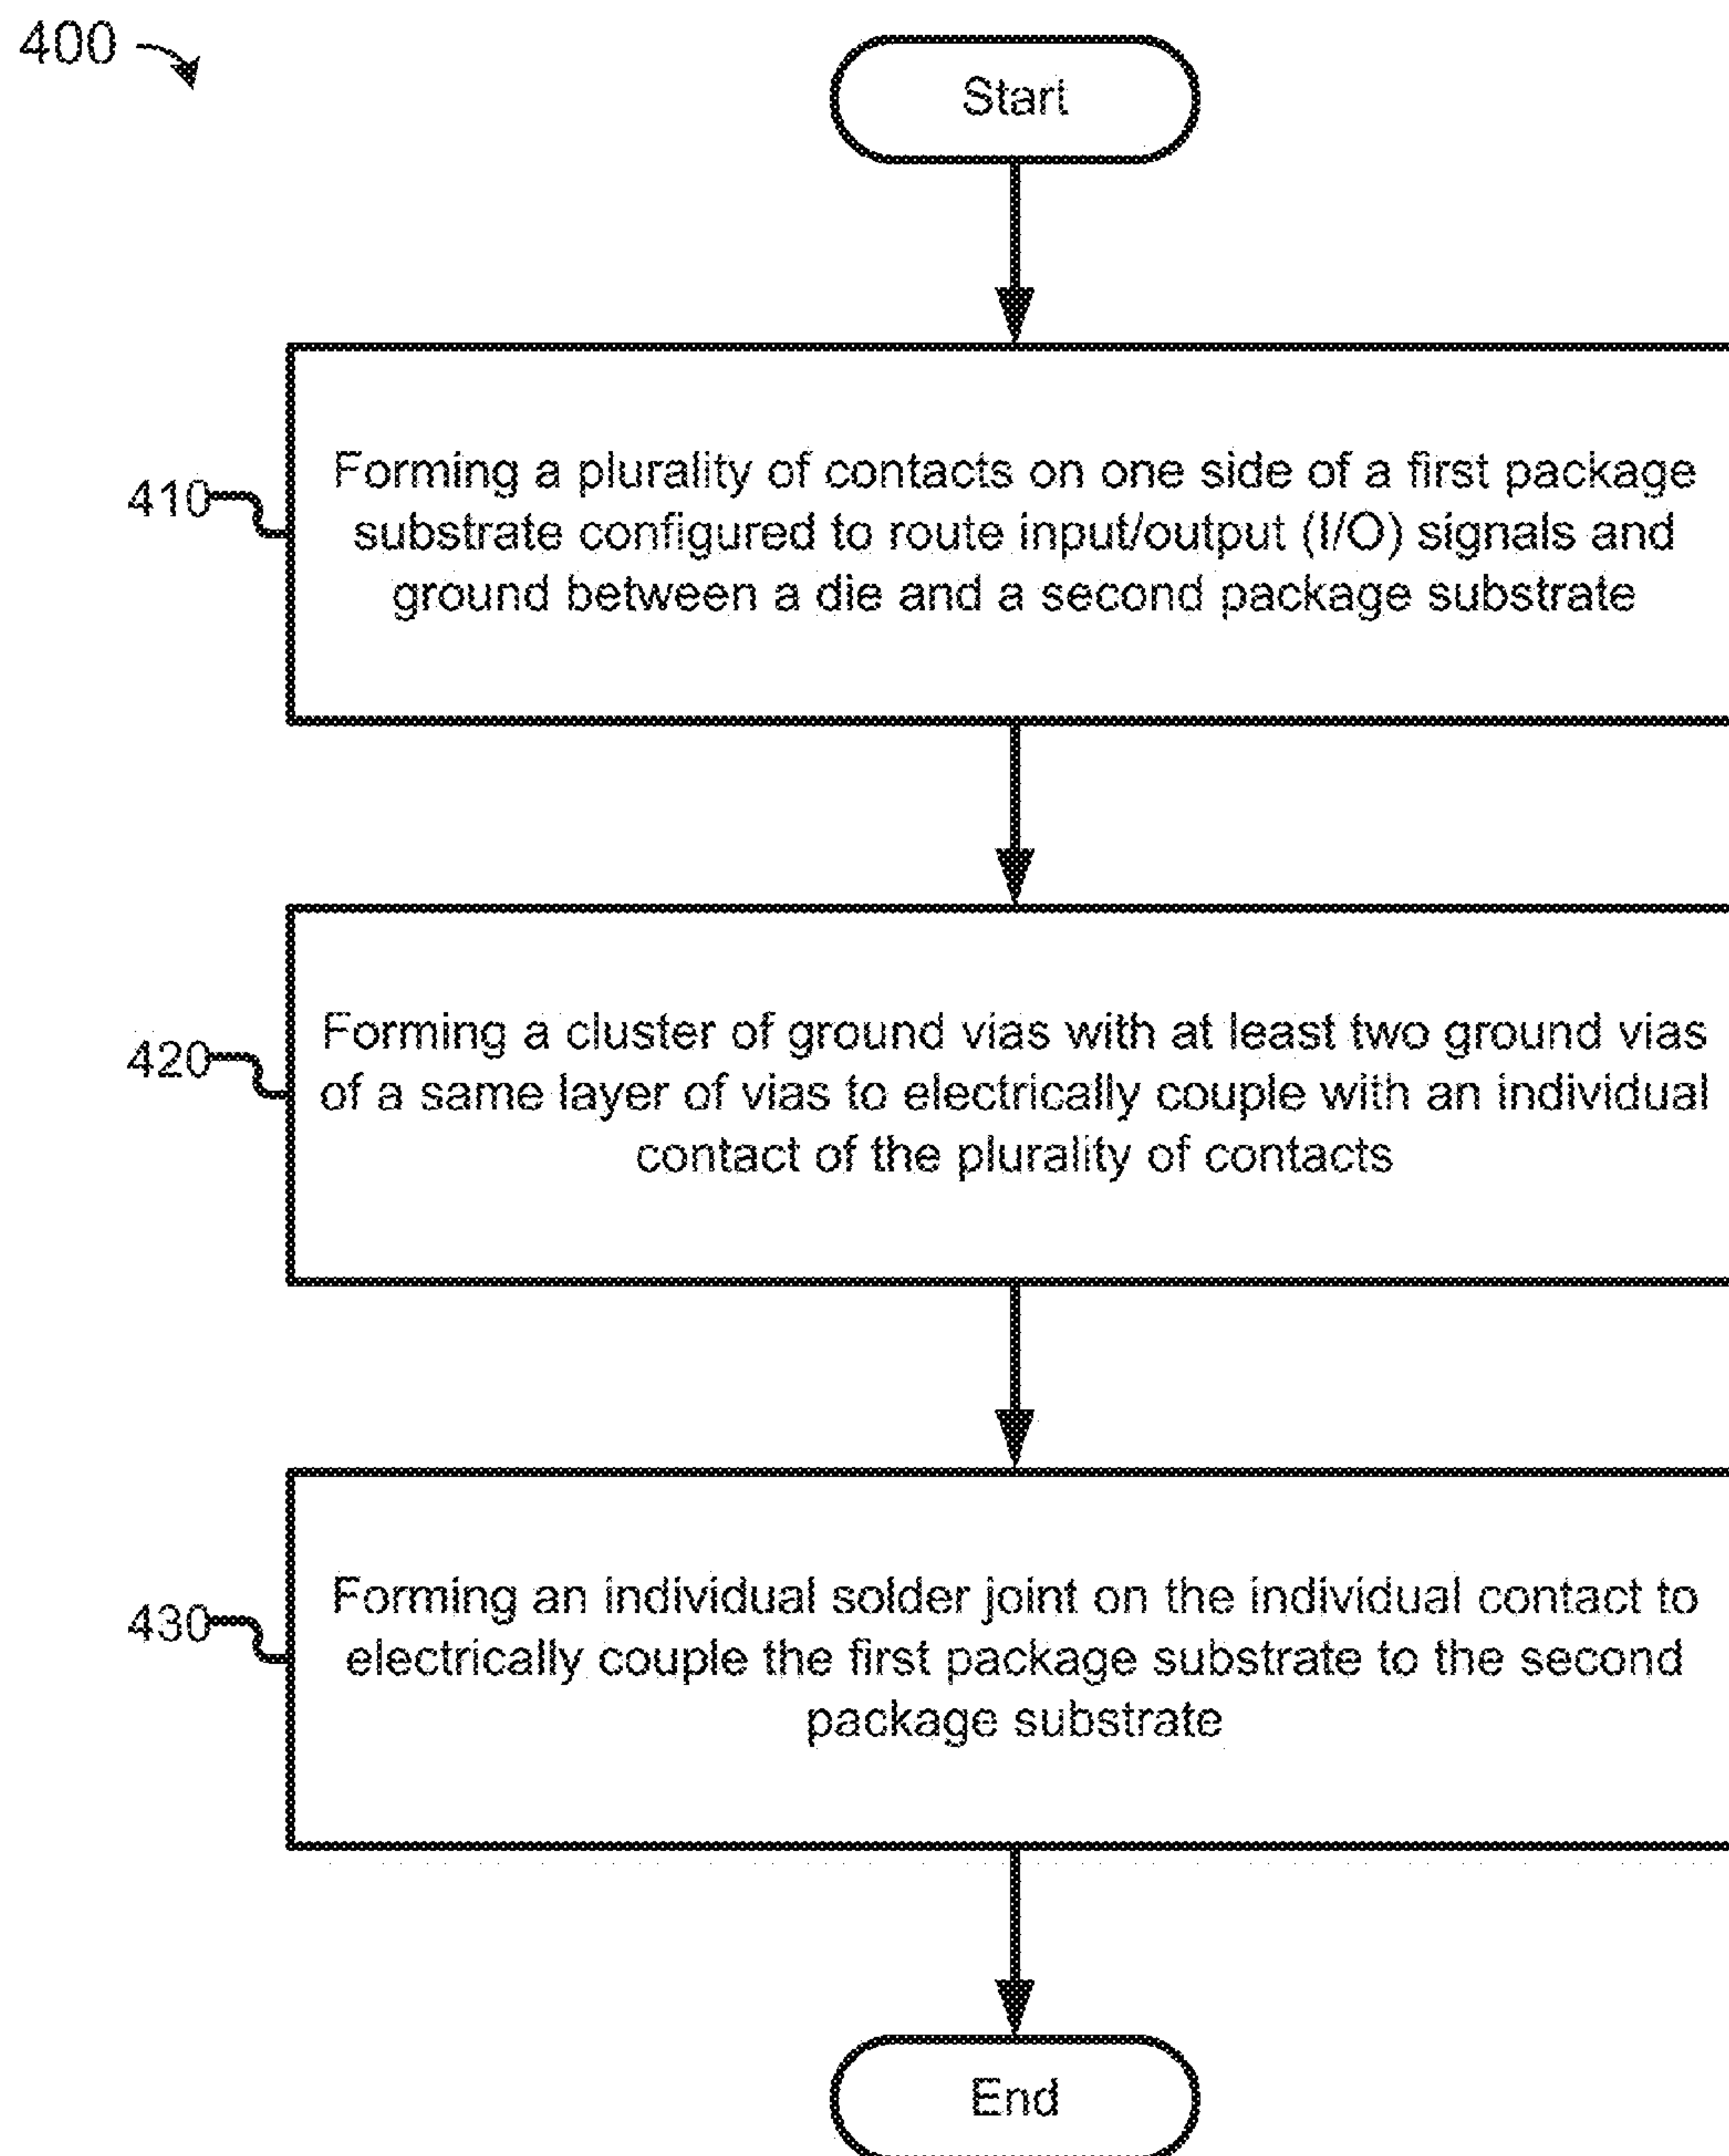 400
Start
410
Forming a plurality of contacts on one side of a first package
substrate configured to route input/output (I/O) signals and
ground between a die and a second package substrate
420
Forming a cluster of ground vias with at least two ground vias
of a same layer of vias to electrically couple with an individual
contact of the plurality of contacts
430
Forming an individual solder joint on the individual contact to
electrically couple the first package substrate to the second
package substrate
End